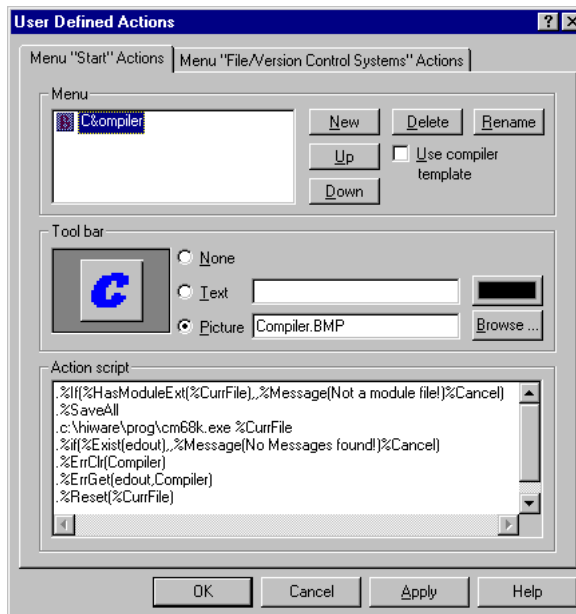 User Defined Actions
Menu "Start" Actions
Menu "File/Version Control Systems" Actions
Menu
C&ompiler
New
Delete
Rename
Up
Use compiler
template
Down
Tool bar
None
Text
Picture
Compiler.BMP
Browse ...
C
Action script
.%If(%HasModuleExt(%CurrFile),,%Message(Not a module file!)%Cancel)
.%SaveAll
.c:\hiware\prog\cm68k.exe %CurrFile
.%if(%Exist(edout),,%Message(No Messages found!)%Cancel)
.%ErrClr(Compiler)
.%ErrGet(edout,Compiler)
.%Reset(%CurrFile)
OK
Cancel
Apply
Help